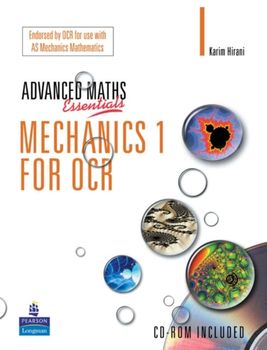 Endorsed by OCR for use with
AS Mechanics Mathematics
Karim Hirani
ADVANCED MATHS
Essentials
MECHANICS 1
FOR OCR
PEARSON
Longman
CD-ROM INCLUDED